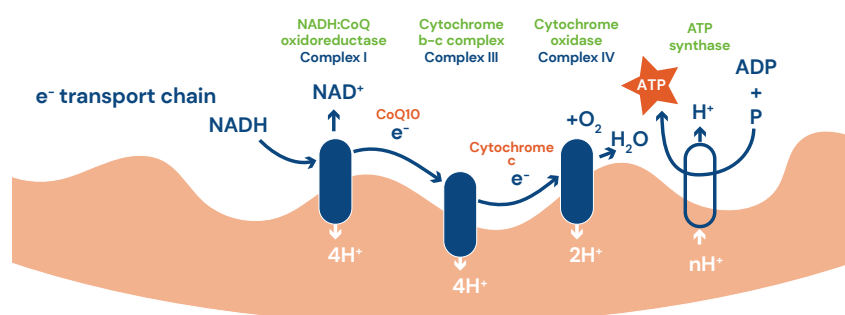 NADH:CoQ
oxidoreductase
Complex I
Cytochrome
b–c complex
Complex III
Cytochrome
oxidase
Complex IV
ATP
synthase
e⁻ transport chain
NADH
NAD⁺
CoQ10
e⁻
Cytochrome
c
e⁻
+O₂
H₂O
ATP
H⁺
ADP
+
P
4H⁺
4H⁺
2H⁺
nH⁺